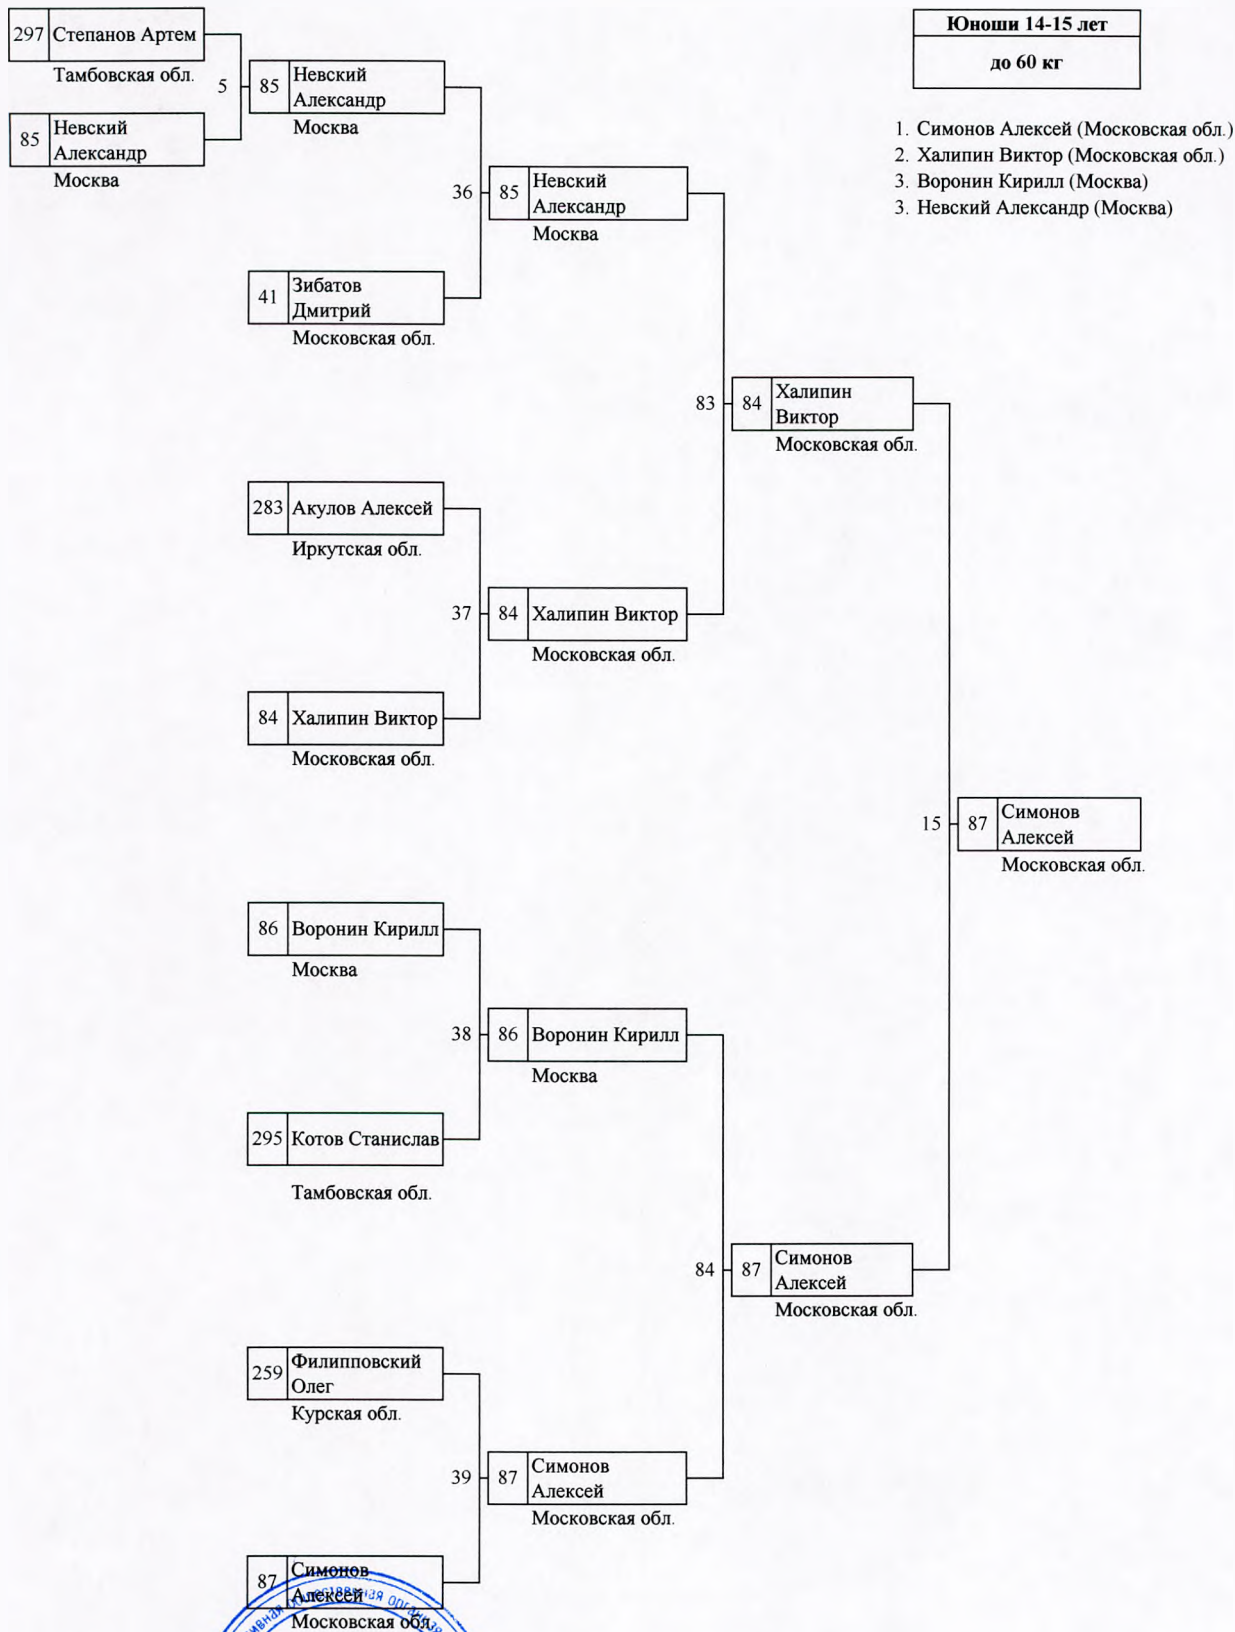 Юноши 14-15 лет
до 60 кг
1. Симонов Алексей (Московская обл.)
2. Халипин Виктор (Московская обл.)
3. Воронин Кирилл (Москва)
3. Невский Александр (Москва)
297 Степанов Артем
Тамбовская обл.
5
85 Невский
Александр
Москва
85 Невский
Александр
Москва
36
85 Невский
Александр
Москва
41 Зибатов
Дмитрий
Московская обл.
83
84 Халипин
Виктор
Московская обл.
283 Акулов Алексей
Иркутская обл.
37
84 Халипин Виктор
Московская обл.
84 Халипин Виктор
Московская обл.
15
87 Симонов
Алексей
Московская обл.
86 Воронин Кирилл
Москва
38
86 Воронин Кирилл
Москва
295 Котов Станислав
Тамбовская обл.
84
87 Симонов
Алексей
Московская обл.
259 Филипповский
Олег
Курская обл.
39
87 Симонов
Алексей
Московская обл.
87 Симонов
Алексей
Московская обл.